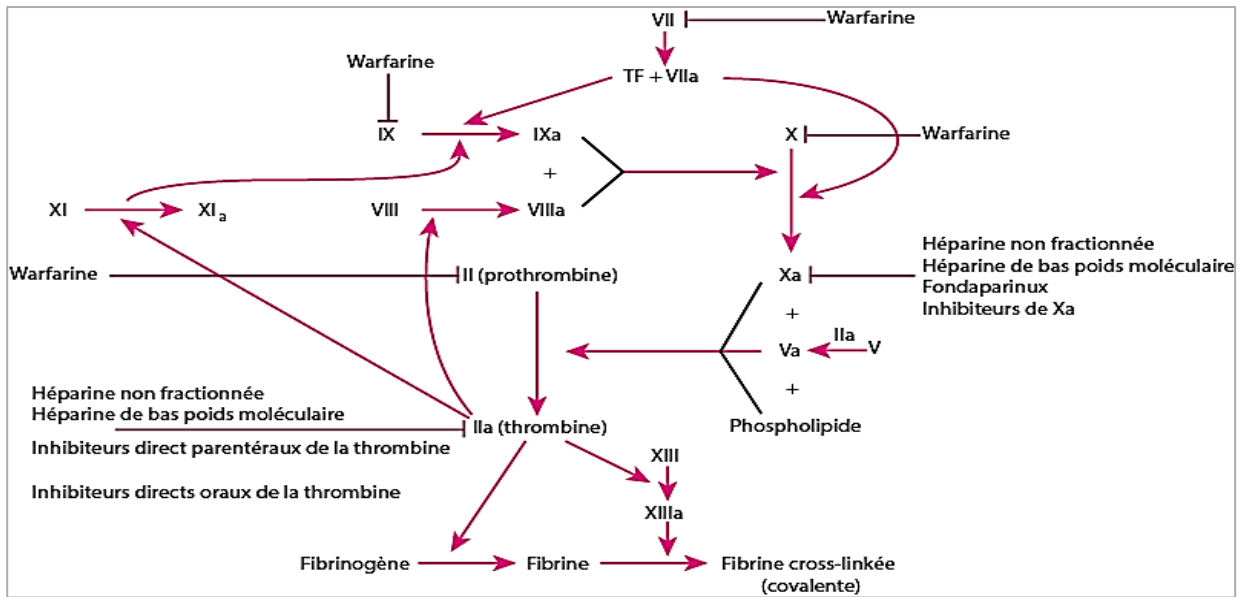 VII
Warfarine
Warfarine
TF + VIIa
IX
IXa
X
Warfarine
+
XI
XIa
VIII
VIIIa
Héparine non fractionnée
Héparine de bas poids moléculaire
Fondaparinux
Inhibiteurs de Xa
Warfarine
II (prothrombine)
Xa
+
IIa
Va
V
+
Phospholipide
Héparine non fractionnée
Héparine de bas poids moléculaire
IIa (thrombine)
Inhibiteurs direct parentéraux de la thrombine
XIII
Inhibiteurs directs oraux de la thrombine
XIIIa
Fibrinogène
Fibrine
Fibrine cross-linkée
(covalente)